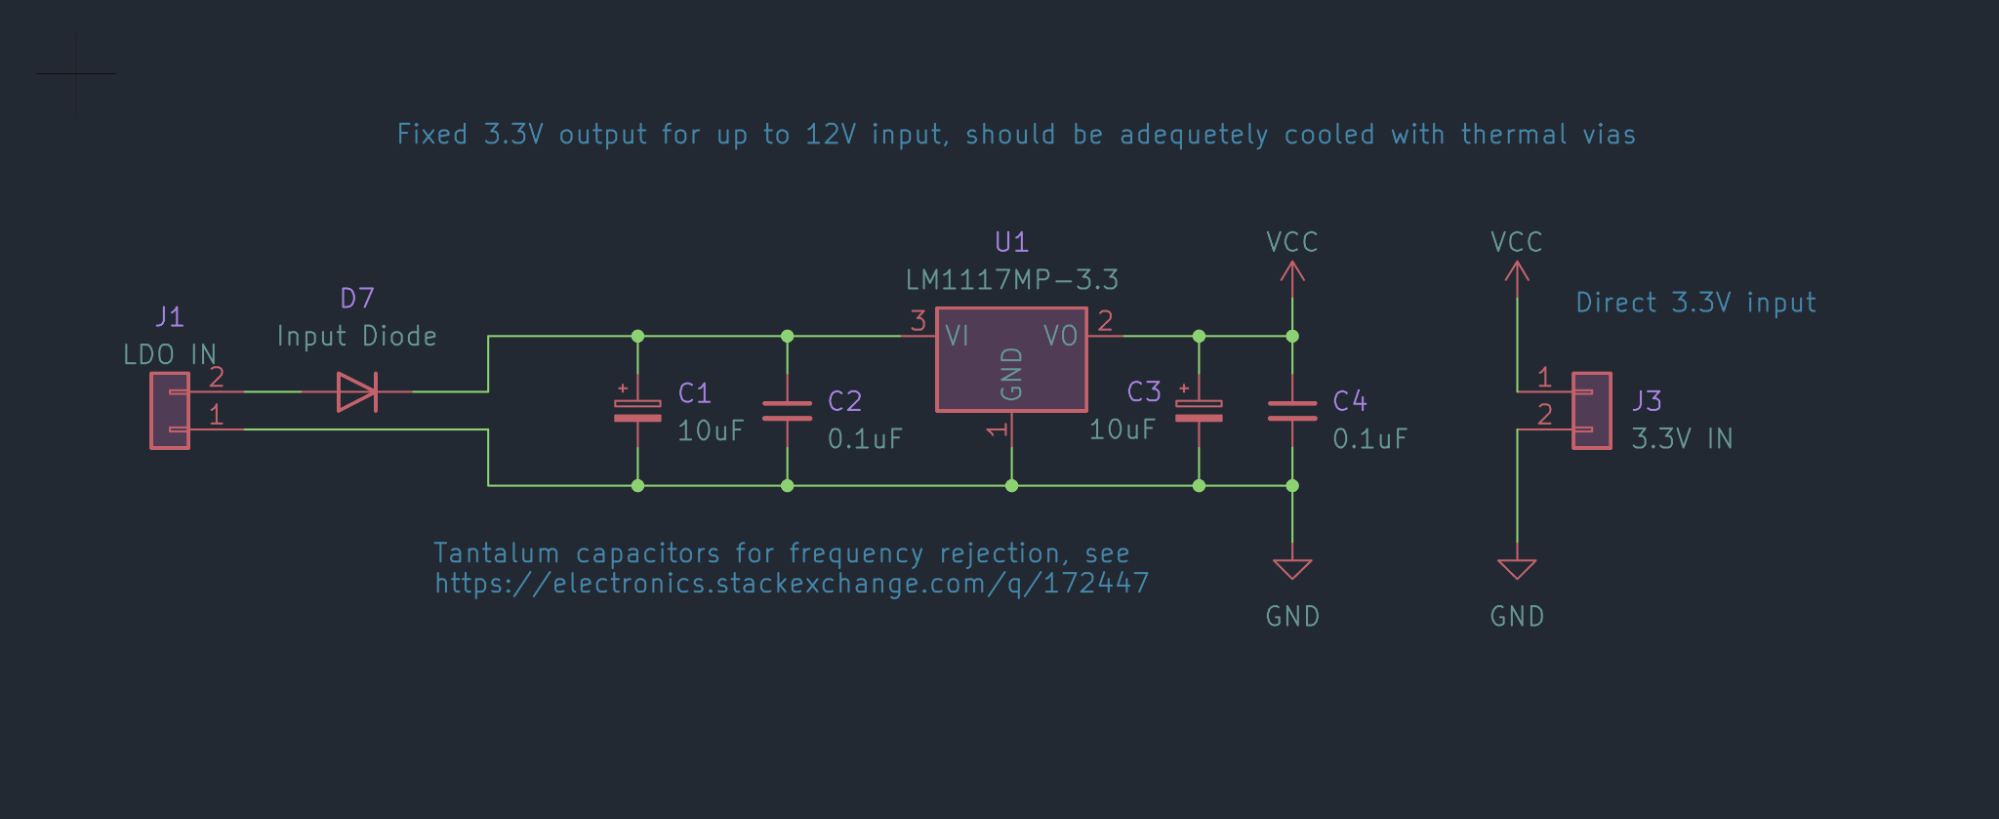 Fixed 3.3V output for up to 12V input, should be adequetely cooled with thermal vias
J1
LDO IN
2
1
D7
Input Diode
+
C1
10uF
C2
0.1uF
U1
LM1117MP-3.3
3
VI
VO
2
GND
1
+
C3
10uF
VCC
C4
0.1uF
GND
VCC
Direct 3.3V input
1
2
J3
3.3V IN
GND
Tantalum capacitors for frequency rejection, see
https://electronics.stackexchange.com/q/172447